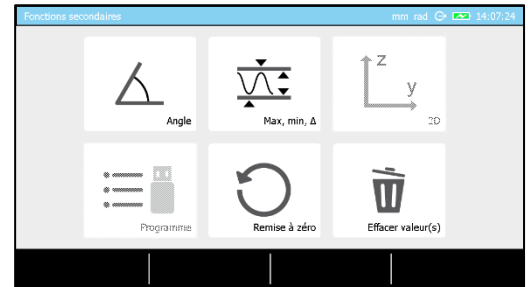 Fonctions secondaires
mm rad 14:07:24
Angle
Max, min, Δ
Z
y
2D
Programme
Remise à zéro
Effacer valeur(s)